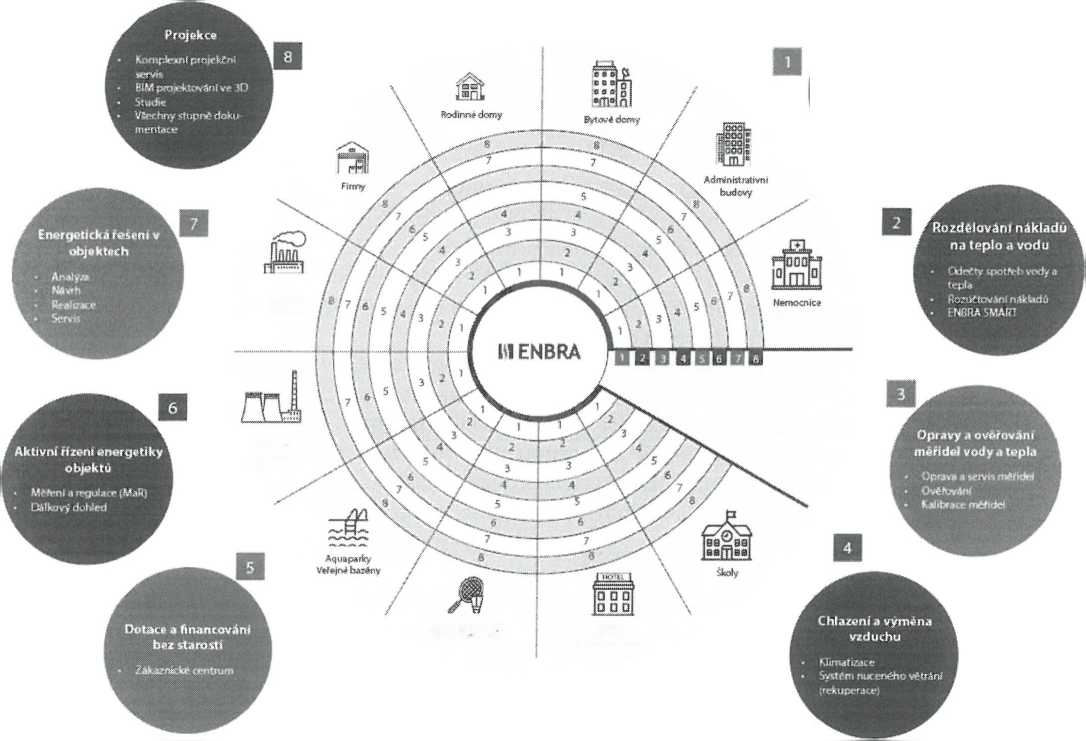 Projekce
• Komplexní projekční
servis
• BIM projektování ve 3D
• Studie
• Všechny stupně doku-
mentace
8
1
Rodinné domy
Bytové domy
Firmy
Administrativní
budovy
Nemocnice
7
Energetická řešení v
objektech
• Analýza
• Návrh
• Realizace
• Servis
2
Rozdělování nákladů
na teplo a vodu
• Odečty spotřeb vody a
tepla
• Rozúčtování nákladů
• ENBRA SMART
ENBRA
1 2 3 4 5 6 7 8
6
Aktivní řízení energetiky
objektů
• Měření a regulace (MaR)
• Dálkový dohled
3
Opravy a ověřování
měřidel vody a tepla
• Oprava a servis měřidel
• Ověřování
• Kalibrace měřidel
Aquaparky
Veřejné bazény
HOTEL
Školy
5
Dotace a financování
bez starostí
• Zákaznické centrum
4
Chlazení a výměna
vzduchu
• Klimatizace
• Systém nuceného větrání
(rekuperace)